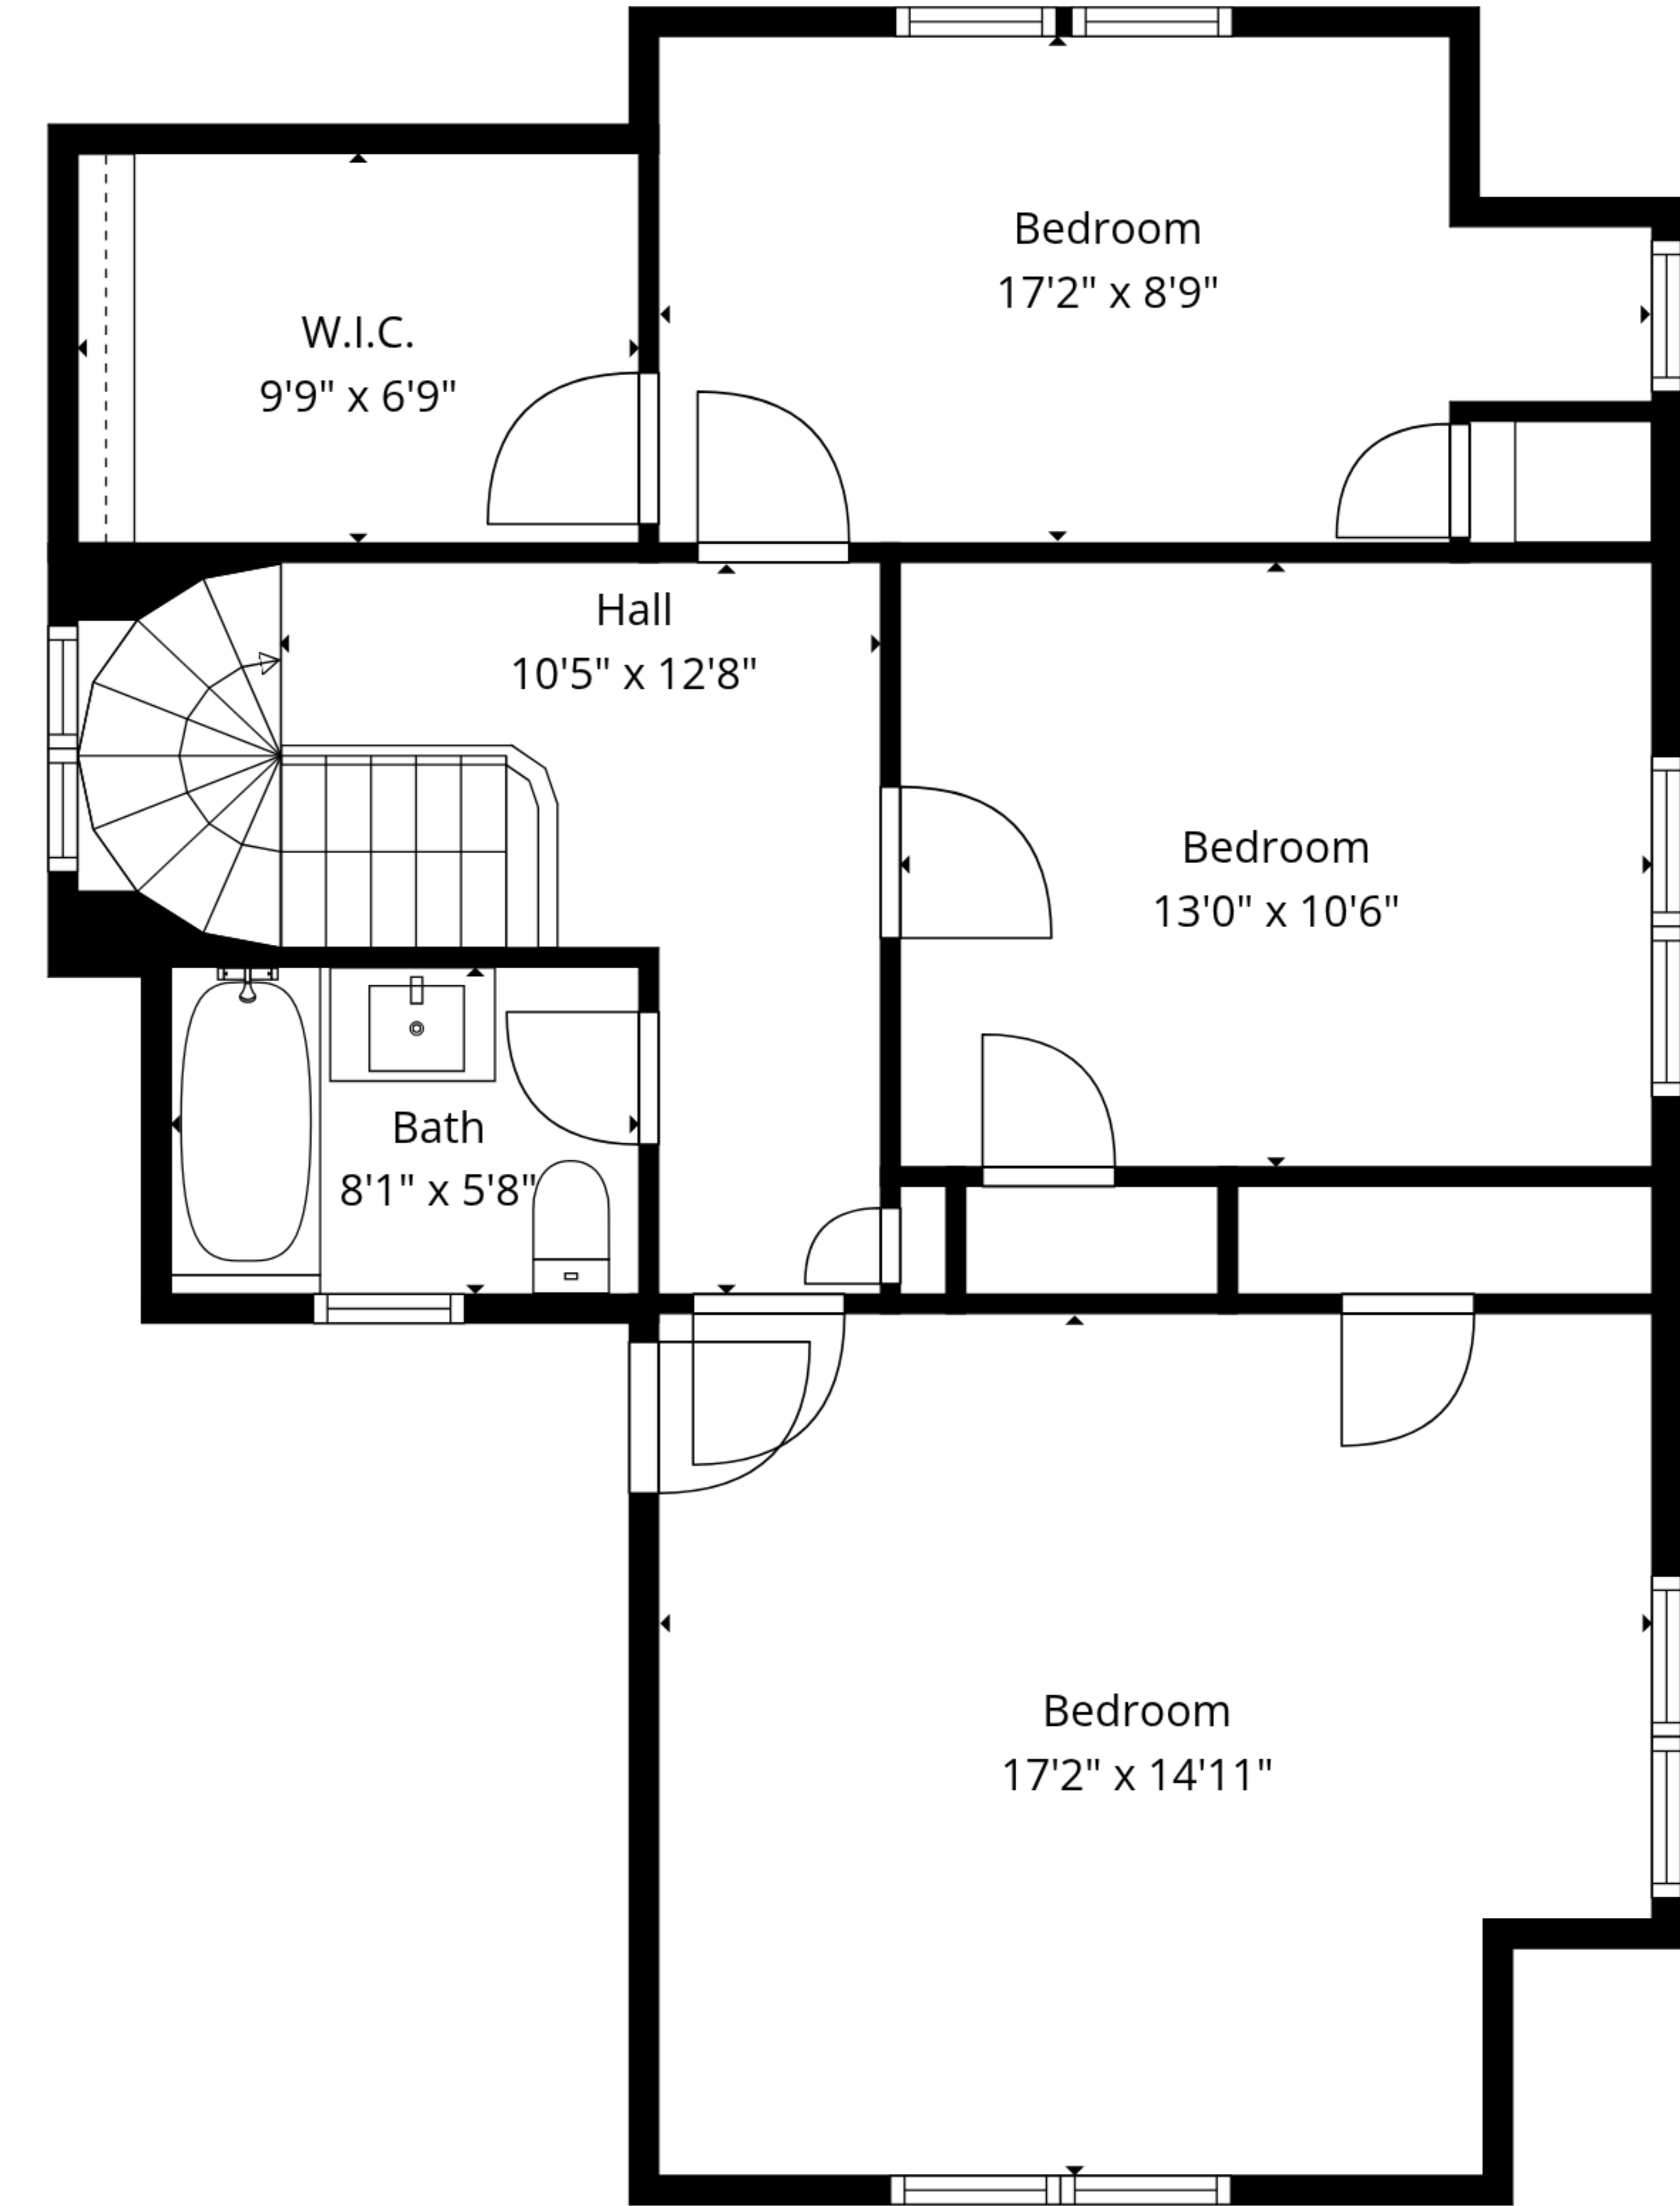 Bedroom
17'2" x 8'9"
W.I.C.
9'9" x 6'9"
Hall
10'5" x 12'8"
Bedroom
13'0" x 10'6"
Bath
8'1" x 5'8"
Bedroom
17'2" x 14'11"